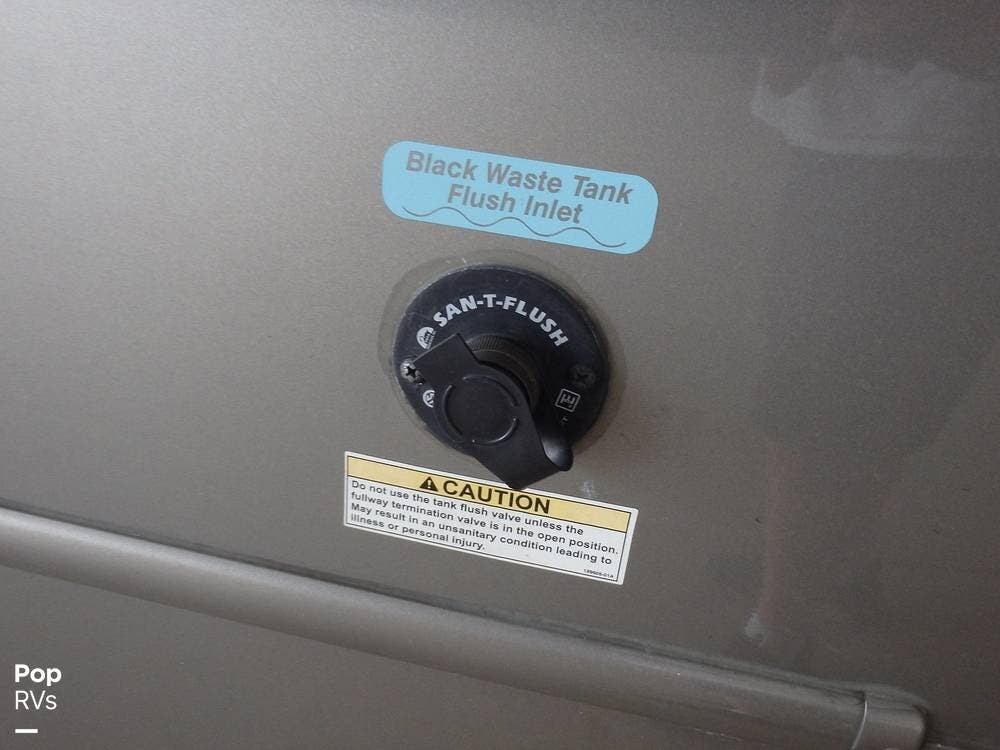 Black Waste Tank
Flush Inlet
SAN-T-FLUSH
CAUTION
Do not use the tank flush valve unless the
fullway termination valve is in the open position.
May result in an unsanitary condition leading to
illness or personal injury.
Pop
RVs